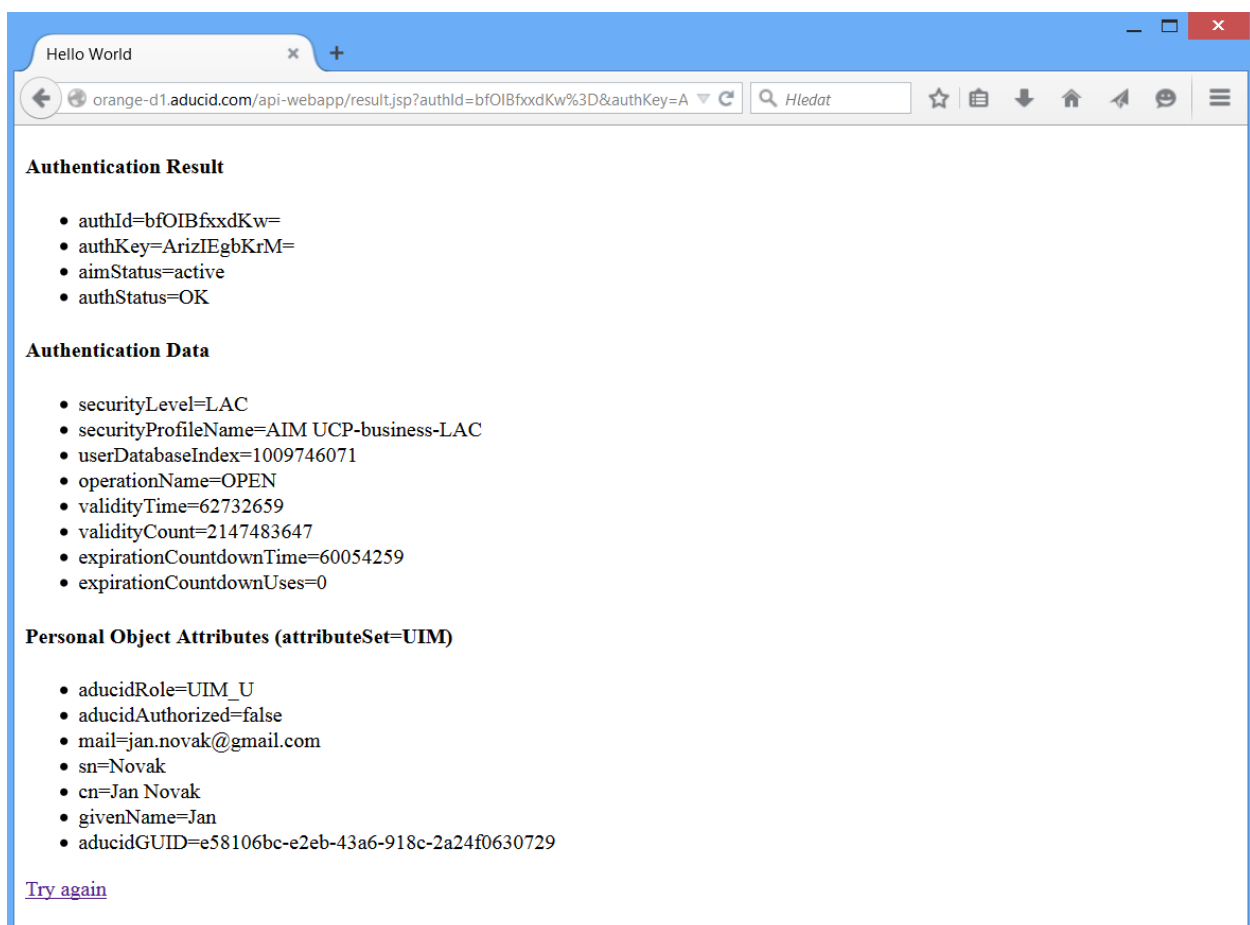 Hello World
orange-d1.aducid.com/api-webapp/result.jsp?authId=bfOIBfxxdKw%3D&authKey=A
Hledat
Authentication Result
authId=bfOIBfxxdKw=
authKey=ArizIEgbKrM=
aimStatus=active
authStatus=OK
Authentication Data
securityLevel=LAC
securityProfileName=AIM UCP-business-LAC
userDatabaseIndex=1009746071
operationName=OPEN
validityTime=62732659
validityCount=2147483647
expirationCountdownTime=60054259
expirationCountdownUses=0
Personal Object Attributes (attributeSet=UIM)
aducidRole=UIM_U
aducidAuthorized=false
mail=jan.novak@gmail.com
sn=Novak
cn=Jan Novak
givenName=Jan
aducidGUID=e58106bc-e2eb-43a6-918c-2a24f0630729
Try again